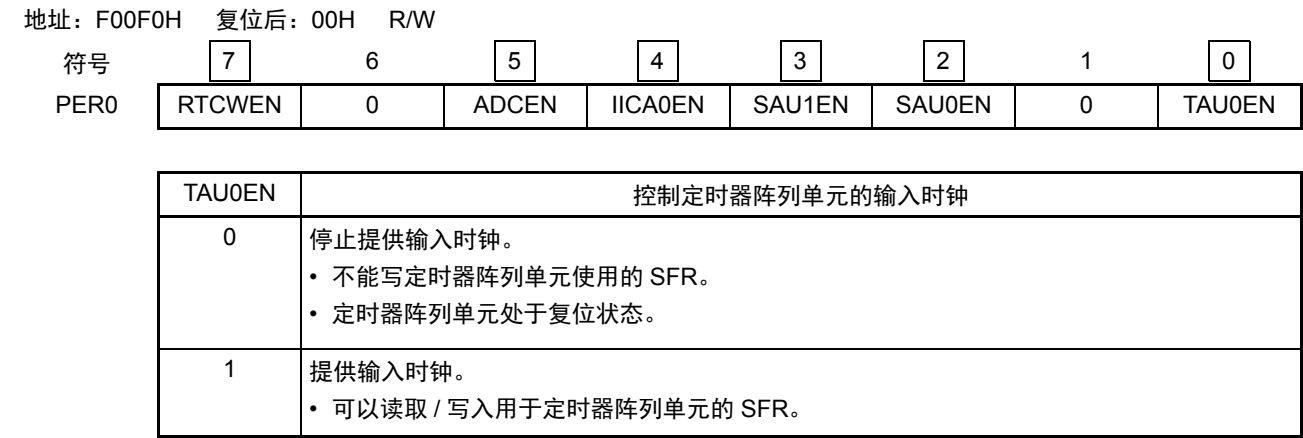 地址：F00F0H 复位后：00H R/W
符号 7 6 5 4 3 2 1 0
PER0 RTCWEN 0 ADCEN IICA0EN SAU1EN SAU0EN 0 TAU0EN
TAU0EN 控制定时器阵列单元的输入时钟
0 停止提供输入时钟。
• 不能写定时器阵列单元使用的 SFR。
• 定时器阵列单元处于复位状态。
1 提供输入时钟。
• 可以读取 / 写入用于定时器阵列单元的 SFR。